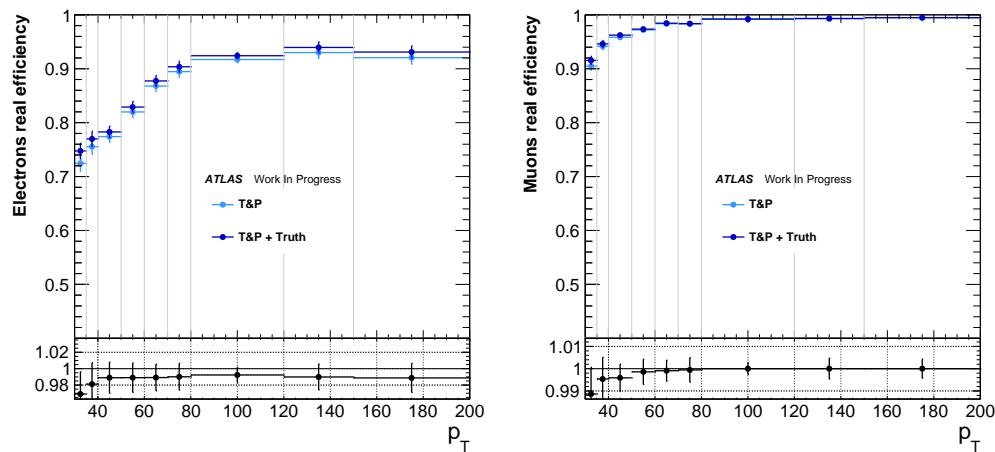 Electrons real efficiency
1
0.9
0.8
0.7
0.6
0.5
ATLAS Work In Progress
T&P
T&P + Truth
1.02
1
0.98
40 60 80 100 120 140 160 180 200
p_T
Muons real efficiency
1
0.9
0.8
0.7
0.6
0.5
ATLAS Work In Progress
T&P
T&P + Truth
1.01
1
0.99
40 60 80 100 120 140 160 180 200
p_T